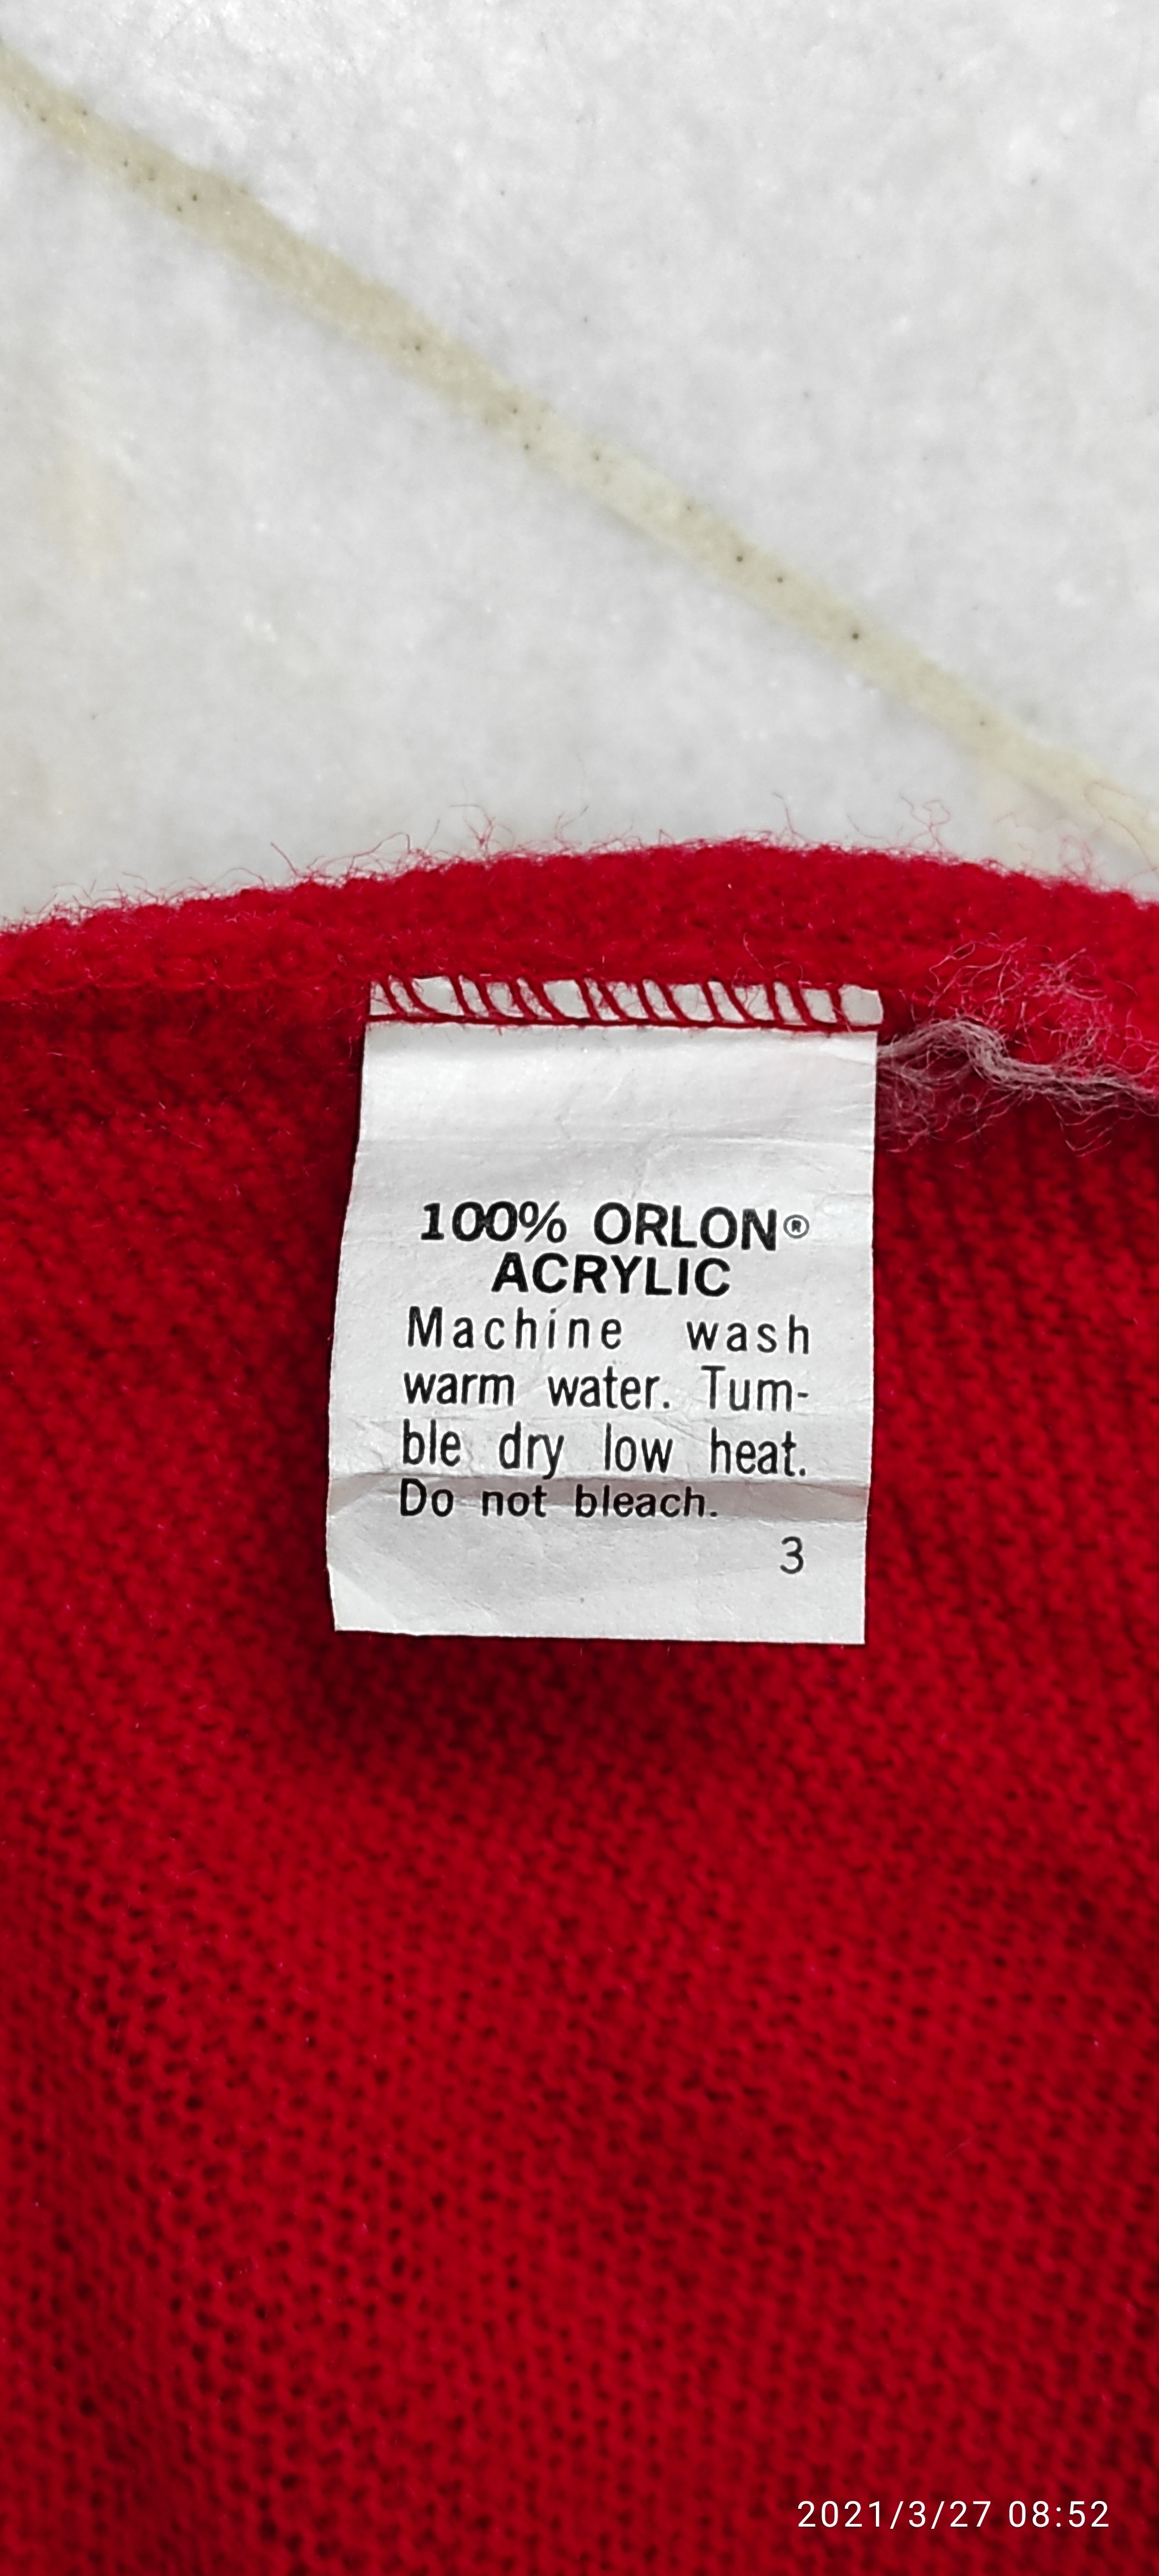 100% ORLON®
ACRYLIC
Machine wash
warm water. Tum-
ble dry low heat.
Do not bleach.
3
2021/3/27 08:52